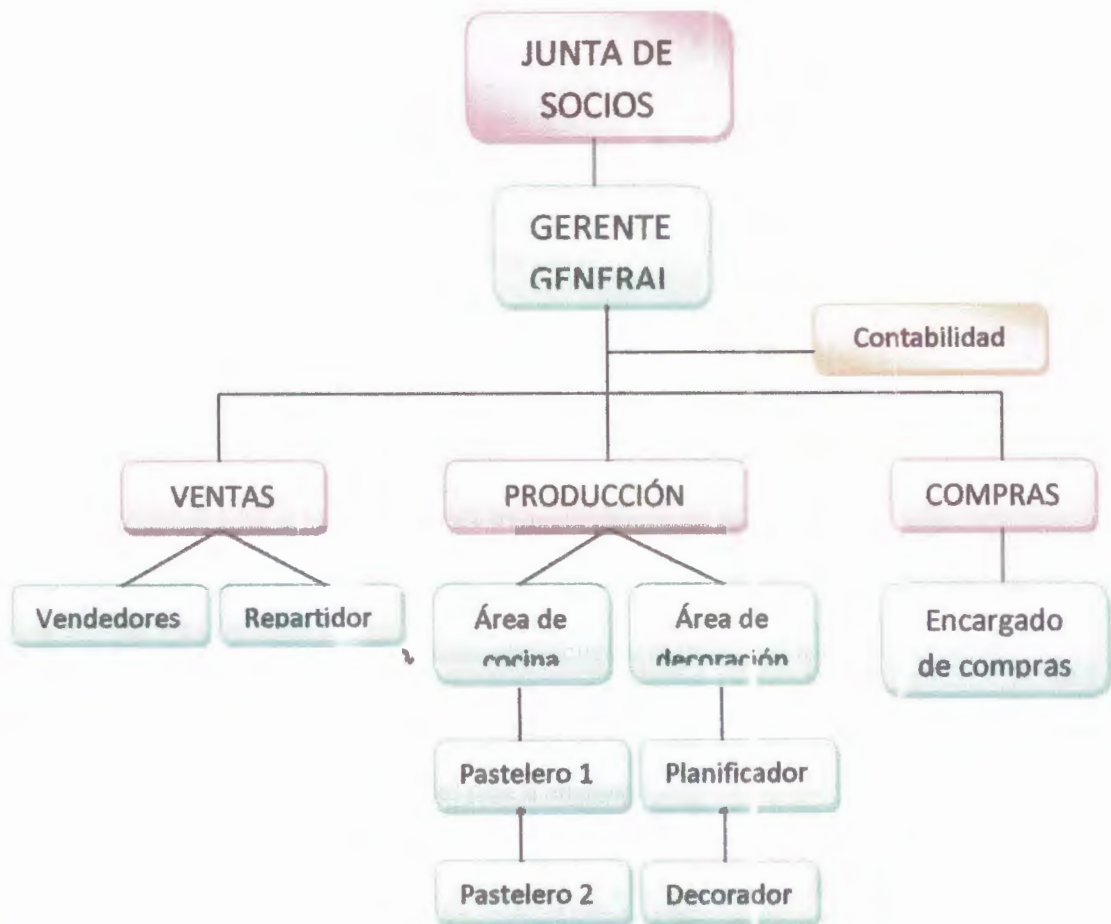 JUNTA DE
SOCIOS
GERENTE
GENERAL
Contabilidad
VENTAS
PRODUCCIÓN
COMPRAS
Vendedores
Repartidor
Área de
cocina
Área de
decoración
Encargado
de compras
Pastelero 1
Planificador
Pastelero 2
Decorador